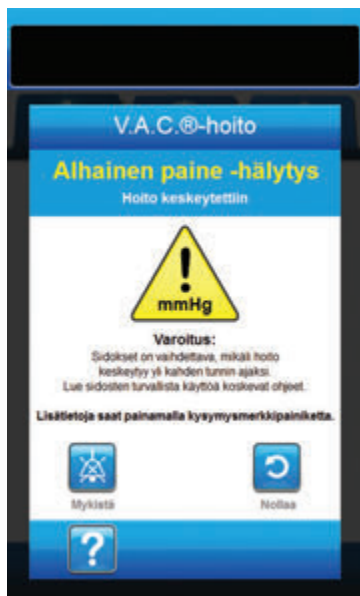 V.A.C.®-hoito
Alhainen paine -hälytys
Hoito keskeytettiin
mmHg
Varoitus:
Sidokset on vaihdettava, mikäli hoito
keskeytyy yli kahden tunnin ajaksi.
Lue sidosten turvallista käyttöä koskevat ohjeet.
Lisätietoja saat painamalla kysymysmerkkipainiketta.
Mykistä
Nollaa
?